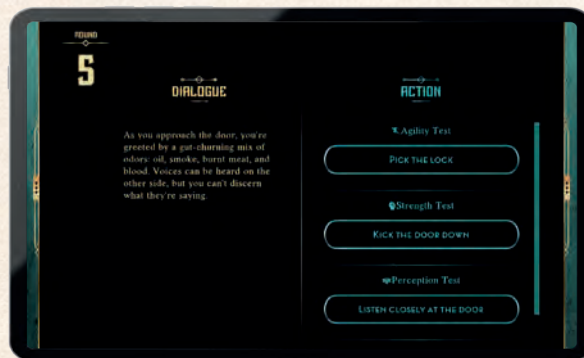 ROUND
5
DIALOGUE
As you approach the door, you're
greeted by a gut-churning mix of
odors: oil, smoke, burnt meat, and
blood. Voices can be heard on the
other side, but you can't discern
what they're saying.
ACTION
Agility Test
PICK THE LOCK
Strength Test
KICK THE DOOR DOWN
Perception Test
LISTEN CLOSELY AT THE DOOR